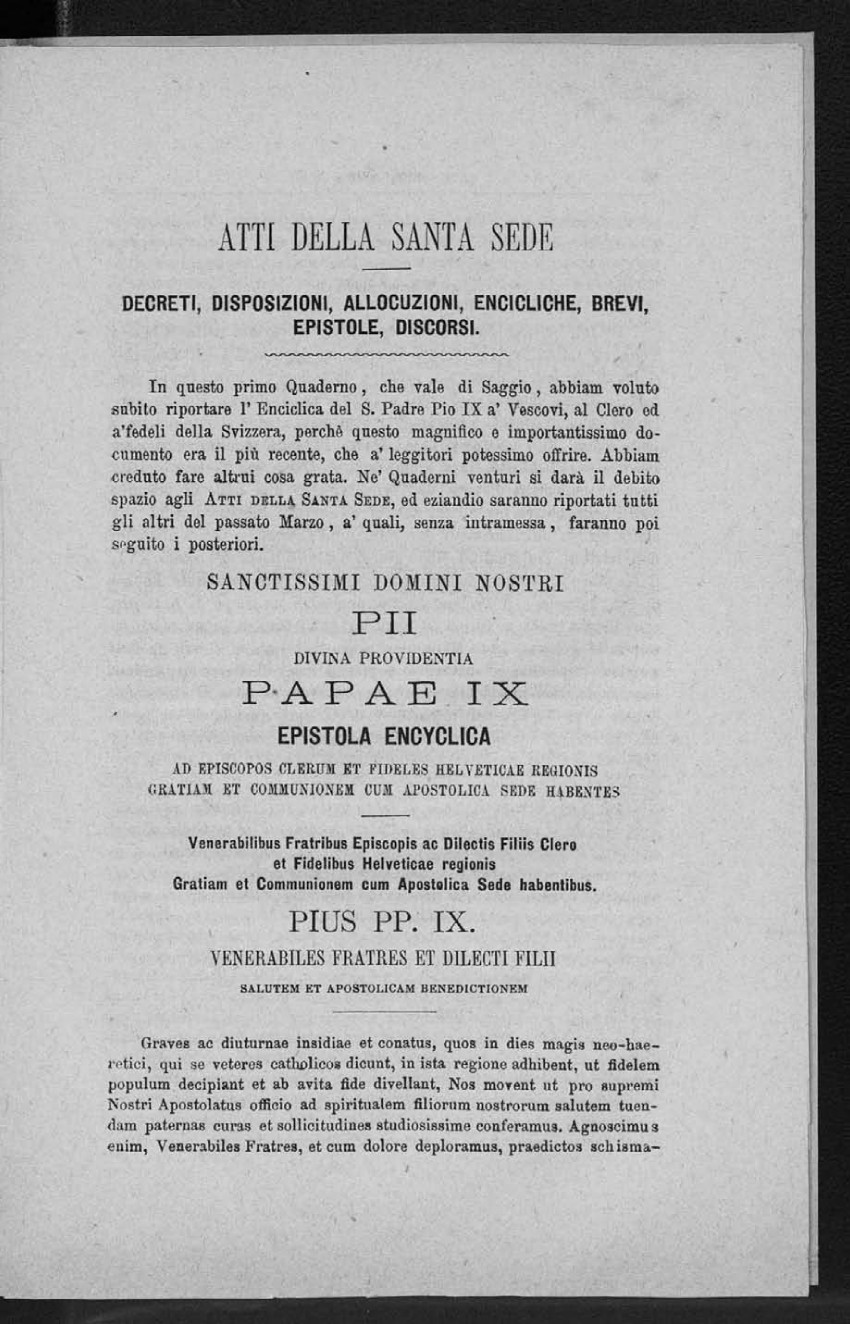 ATTI DELLA SANTA SEDE
DECRETI, DISPOSIZIONI, ALLOCUZIONI, ENCICLICHE, BREVI,
EPISTOLE, DISCORSI.
In questo primo Quaderno, che vale di Saggio, abbiam voluto
subito riportare l' Enciclica del S. Padre Pio IX a' Vescovi, al Clero ed
a'fedeli della Svizzera, perchè questo magnifico e importantissimo do-
cumento era il più recente, che a' leggitori potessimo offrire. Abbiam
creduto fare altrui cosa grata. Ne' Quaderni venturi si darà il debito
spazio agli ATTI DELLA SANTA SEDE, ed eziandio saranno riportati tutti
gli altri del passato Marzo, a' quali, senza intramessa, faranno poi
seguito i posteriori.
SANCTISSIMI DOMINI NOSTRI
PII
DIVINA PROVIDENTIA
PAPAE IX
EPISTOLA ENCYCLICA
AD EPISCOPOS CLERUM ET FIDELES HELVETICAE REGIONIS
GRATIAM ET COMMUNIONEM CUM APOSTOLICA SEDE HABENTES
Venerabilibus Fratribus Episcopis ac Dilectis Filiis Clero
et Fidelibus Helveticae regionis
Gratiam et Communionem cum Apostolica Sede habentibus.
PIUS PP. IX.
VENERABILES FRATRES ET DILECTI FILII
SALUTEM ET APOSTOLICAM BENEDICTIONEM
Graves ac diuturnae insidiae et conatus, quos in dies magis neo-hae-
retici, qui se veteres catholicos dicunt, in ista regione adhibent, ut fidelem
populum decipiant et ab avita fide divellant, Nos movent ut pro supremi
Nostri Apostolatus officio ad spiritualem filiorum nostrorum salutem tuen-
dam paternas curas et sollicitudines studiosissime conferamus. Agnoscimus
enim, Venerabiles Fratres, et cum dolore deploramus, praedictos schisma-